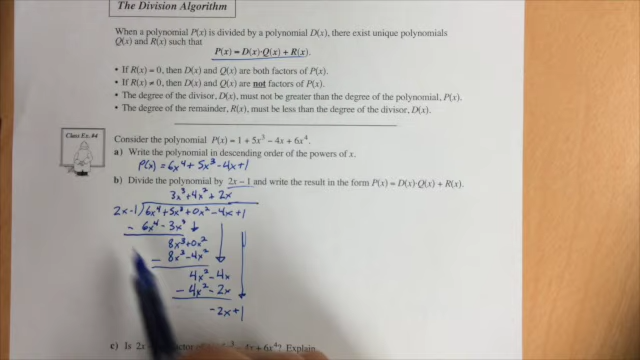 The Division Algorithm
When a polynomial P(x) is divided by a polynomial D(x), there exist unique polynomials
Q(x) and R(x) such that
P(x) = D(x)·Q(x) + R(x).
• If R(x) = 0, then D(x) and Q(x) are both factors of P(x).
• If R(x) ≠ 0, then D(x) and Q(x) are not factors of P(x).
• The degree of the divisor, D(x), must not be greater than the degree of the polynomial, P(x).
• The degree of the remainder, R(x), must be less than the degree of the divisor, D(x).
Class Ex. #4
Consider the polynomial P(x) = 1 + 5x³ − 4x + 6x⁴.
a) Write the polynomial in descending order of the powers of x.
P(x) = 6x⁴ + 5x³ − 4x + 1
b) Divide the polynomial by 2x − 1 and write the result in the form P(x) = D(x)·Q(x) + R(x).
3x³ + 4x² + 2x
2x−1 6x⁴ + 5x³ + 0x² − 4x + 1
− 6x⁴ − 3x³
8x³ + 0x²
− 8x³ − 4x²
4x² − 4x
− 4x² − 2x
−2x + 1
c) Is 2x factor of 6x⁴? Explain.